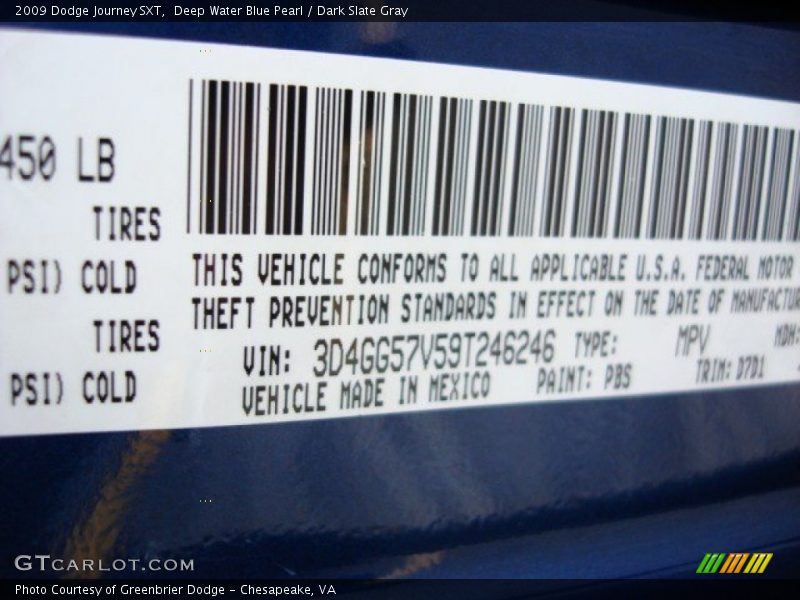 2009 Dodge Journey SXT,  Deep Water Blue Pearl / Dark Slate Gray
450 LB
TIRES
PSI) COLD
TIRES
PSI) COLD
THIS VEHICLE CONFORMS TO ALL APPLICABLE U.S.A. FEDERAL MOTOR
THEFT PREVENTION STANDARDS IN EFFECT ON THE DATE OF MANUFACTUR
VIN: 3D4GG57V59T246246 TYPE: MPV MDH:
VEHICLE MADE IN MEXICO PAINT: PBS TRIM: D7D1
GTCARLOT.COM
Photo Courtesy of Greenbrier Dodge - Chesapeake, VA